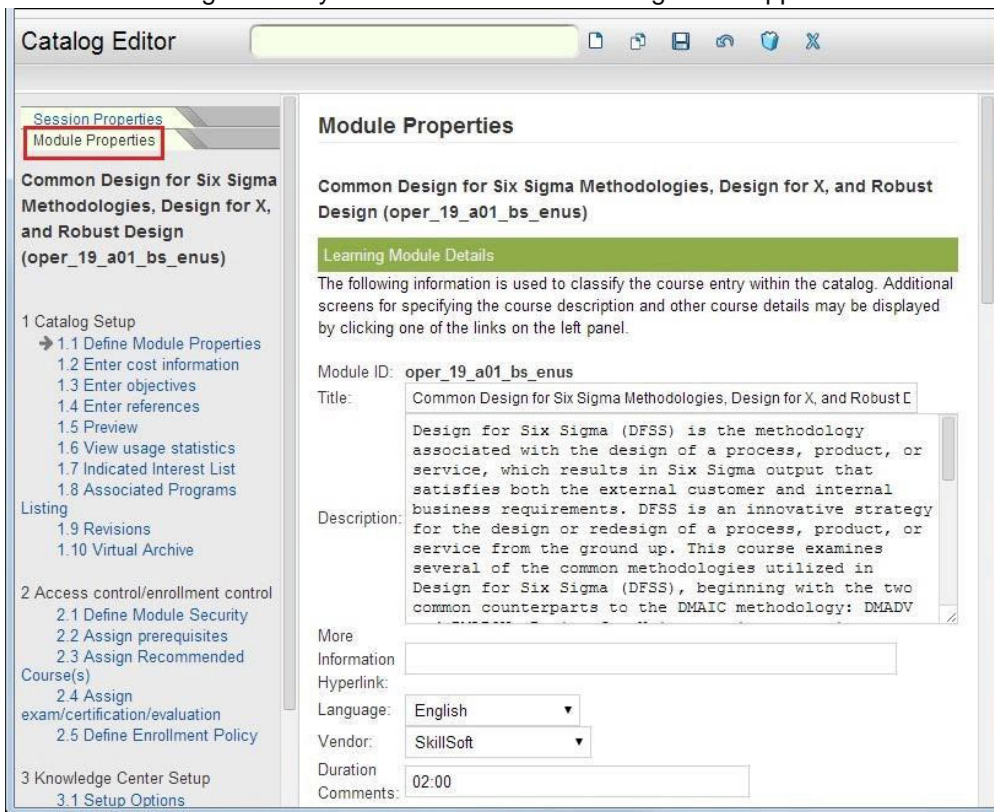 Catalog Editor
Session Properties
Module Properties
Common Design for Six Sigma
Methodologies, Design for X,
and Robust Design
(oper_19_a01_bs_enus)
1 Catalog Setup
1.1 Define Module Properties
1.2 Enter cost information
1.3 Enter objectives
1.4 Enter references
1.5 Preview
1.6 View usage statistics
1.7 Indicated Interest List
1.8 Associated Programs
Listing
1.9 Revisions
1.10 Virtual Archive
2 Access control/enrollment control
2.1 Define Module Security
2.2 Assign prerequisites
2.3 Assign Recommended
Course(s)
2.4 Assign
exam/certification/evaluation
2.5 Define Enrollment Policy
3 Knowledge Center Setup
3.1 Setup Options
Module Properties
Common Design for Six Sigma Methodologies, Design for X, and Robust
Design (oper_19_a01_bs_enus)
Learning Module Details
The following information is used to classify the course entry within the catalog. Additional
screens for specifying the course description and other course details may be displayed
by clicking one of the links on the left panel.
Module ID: oper_19_a01_bs_enus
Title: Common Design for Six Sigma Methodologies, Design for X, and Robust D
Description:
Design for Six Sigma (DFSS) is the methodology
associated with the design of a process, product, or
service, which results in Six Sigma output that
satisfies both the external customer and internal
business requirements. DFSS is an innovative strategy
for the design or redesign of a process, product, or
service from the ground up. This course examines
several of the common methodologies utilized in
Design for Six Sigma (DFSS), beginning with the two
common counterparts to the DMAIC methodology: DMADV
More
Information
Hyperlink:
Language: English
Vendor: SkillSoft
Duration
Comments: 02:00